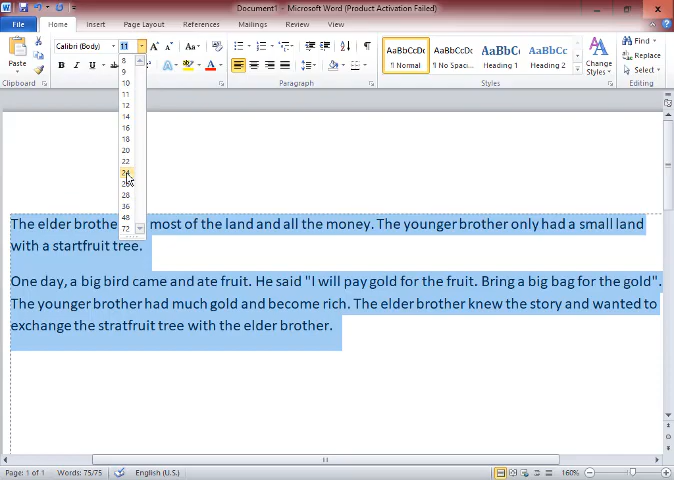 Document1 - Microsoft Word (Product Activation Failed)
File Home Insert Page Layout References Mailings Review View
Calibri (Body) 11
Paste
B I U
Clipboard Paragraph Styles Editing
AaBbCcDc AaBbCcDc AaBbC AaBbCc
¶ Normal ¶ No Spaci... Heading 1 Heading 2
Change Styles
Find
Replace
Select
8
9
10
11
12
14
16
18
20
22
24
28
36
48
72
The elder brothe most of the land and all the money. The younger brother only had a small land
with a startfruit tree.
One day, a big bird came and ate fruit. He said "I will pay gold for the fruit. Bring a big bag for the gold".
The younger brother had much gold and become rich. The elder brother knew the story and wanted to
exchange the stratfruit tree with the elder brother.
Page: 1 of 1 Words: 75/75 English (U.S.) 160%